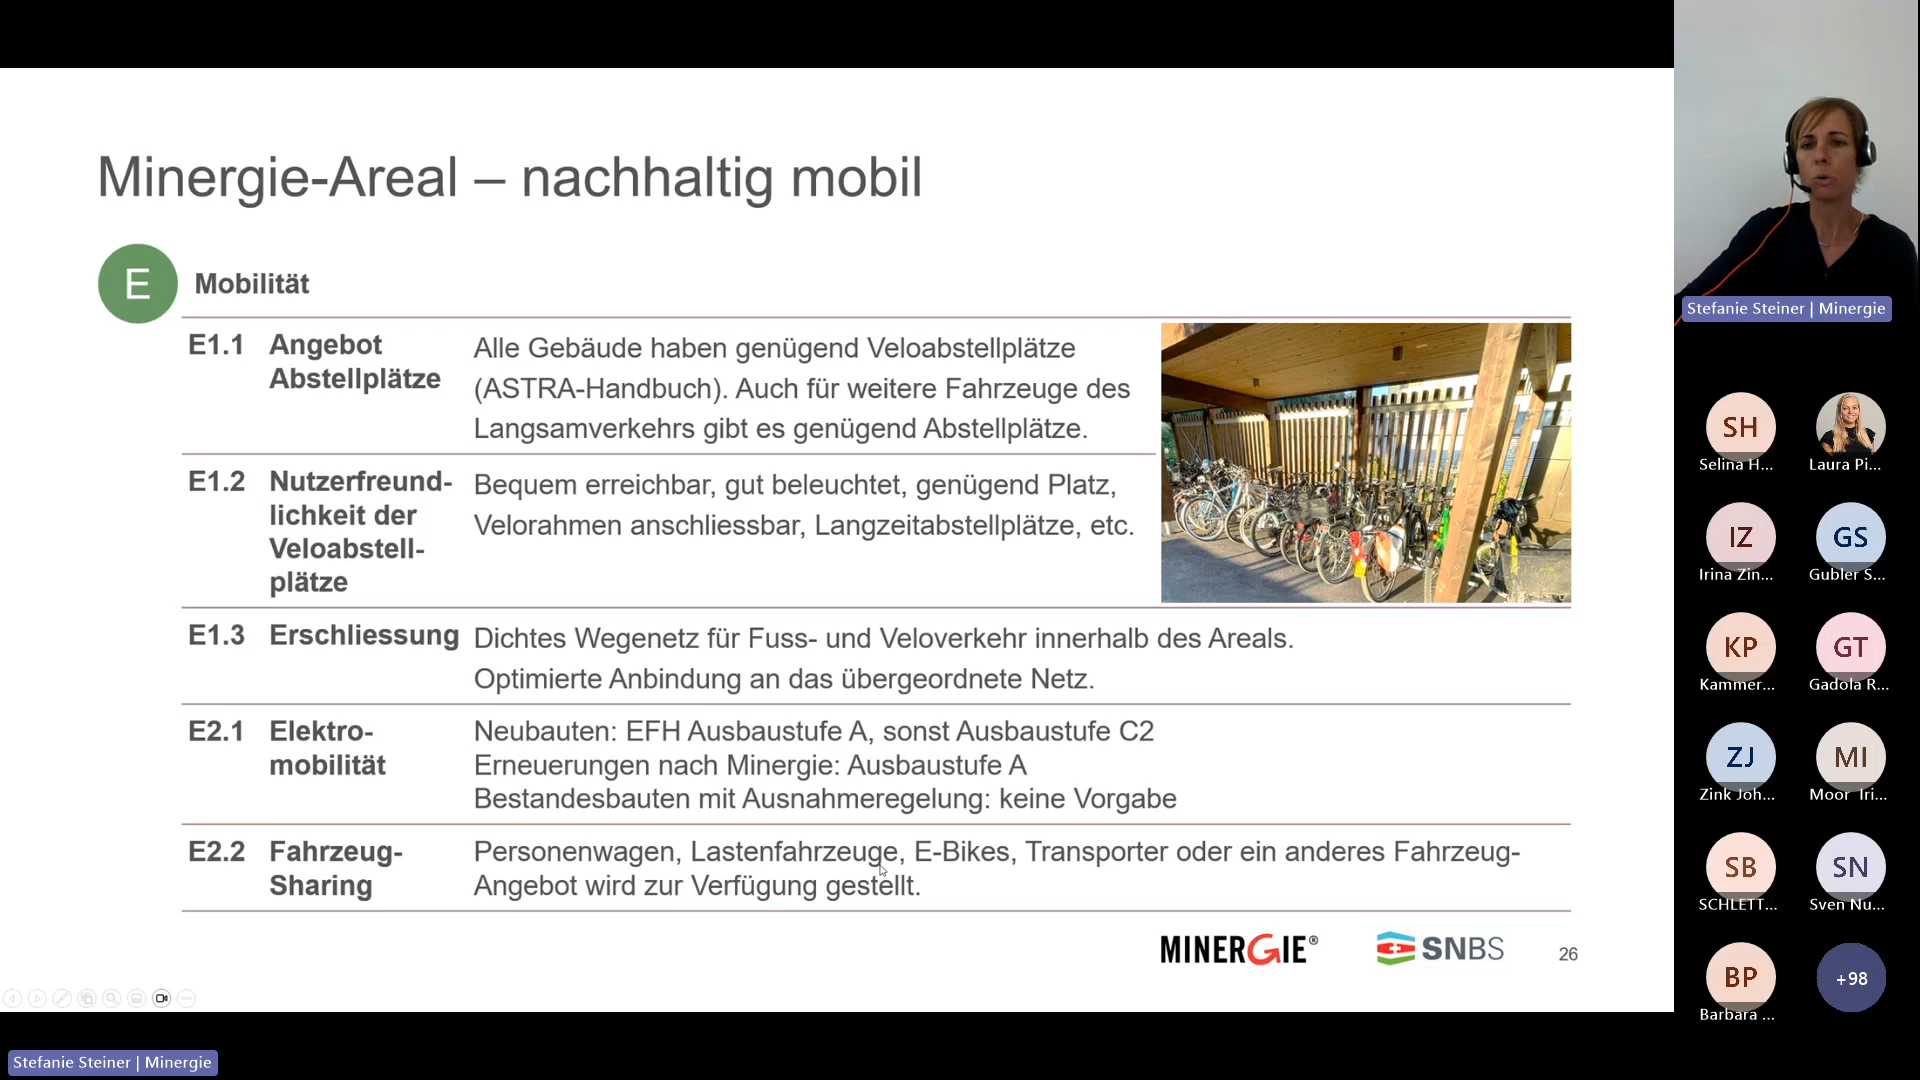 Minergie-Areal – nachhaltig mobil
E
Mobilität
E1.1 Angebot Abstellplätze
Alle Gebäude haben genügend Veloabstellplätze
(ASTRA-Handbuch). Auch für weitere Fahrzeuge des
Langsamverkehrs gibt es genügend Abstellplätze.
E1.2 Nutzerfreund-
lichkeit der
Veloabstell-
plätze
Bequem erreichbar, gut beleuchtet, genügend Platz,
Velorahmen anschliessbar, Langzeitabstellplätze, etc.
E1.3 Erschliessung
Dichtes Wegenetz für Fuss- und Veloverkehr innerhalb des Areals.
Optimierte Anbindung an das übergeordnete Netz.
E2.1 Elektro-
mobilität
Neubauten: EFH Ausbaustufe A, sonst Ausbaustufe C2
Erneuerungen nach Minergie: Ausbaustufe A
Bestandesbauten mit Ausnahmeregelung: keine Vorgabe
E2.2 Fahrzeug-
Sharing
Personenwagen, Lastenfahrzeuge, E-Bikes, Transporter oder ein anderes Fahrzeug-
Angebot wird zur Verfügung gestellt.
MINERGIE®
SNBS
26
Stefanie Steiner | Minergie
Stefanie Steiner | Minergie
SH
Selina H...
Laura Pi...
IZ
Irina Zin...
GS
Gubler S...
KP
Kammer...
GT
Gadola R...
ZJ
Zink Joh...
MI
Moor Iri...
SB
SCHLETT...
SN
Sven Nu...
BP
Barbara ...
+98